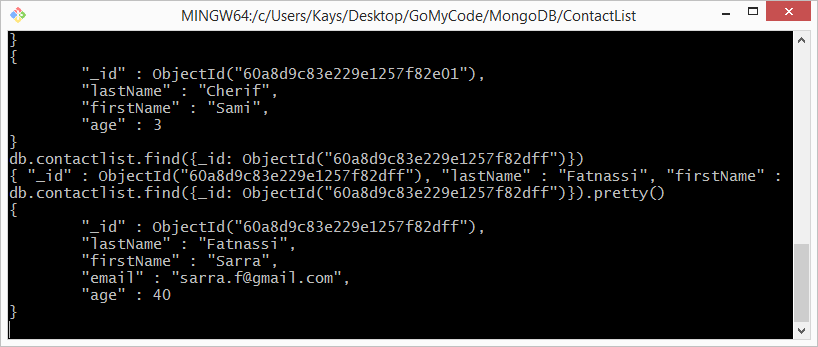 MINGW64:/c/Users/Kays/Desktop/GoMyCode/MongoDB/ContactList
}
{
        "_id" : ObjectId("60a8d9c83e229e1257f82e01"),
        "lastName" : "Cherif",
        "firstName" : "Sami",
        "age" : 3
}
db.contactlist.find({_id: ObjectId("60a8d9c83e229e1257f82dff")})
{ "_id" : ObjectId("60a8d9c83e229e1257f82dff"), "lastName" : "Fatnassi", "firstName" :
db.contactlist.find({_id: ObjectId("60a8d9c83e229e1257f82dff")}).pretty()
{
        "_id" : ObjectId("60a8d9c83e229e1257f82dff"),
        "lastName" : "Fatnassi",
        "firstName" : "Sarra",
        "email" : "sarra.f@gmail.com",
        "age" : 40
}